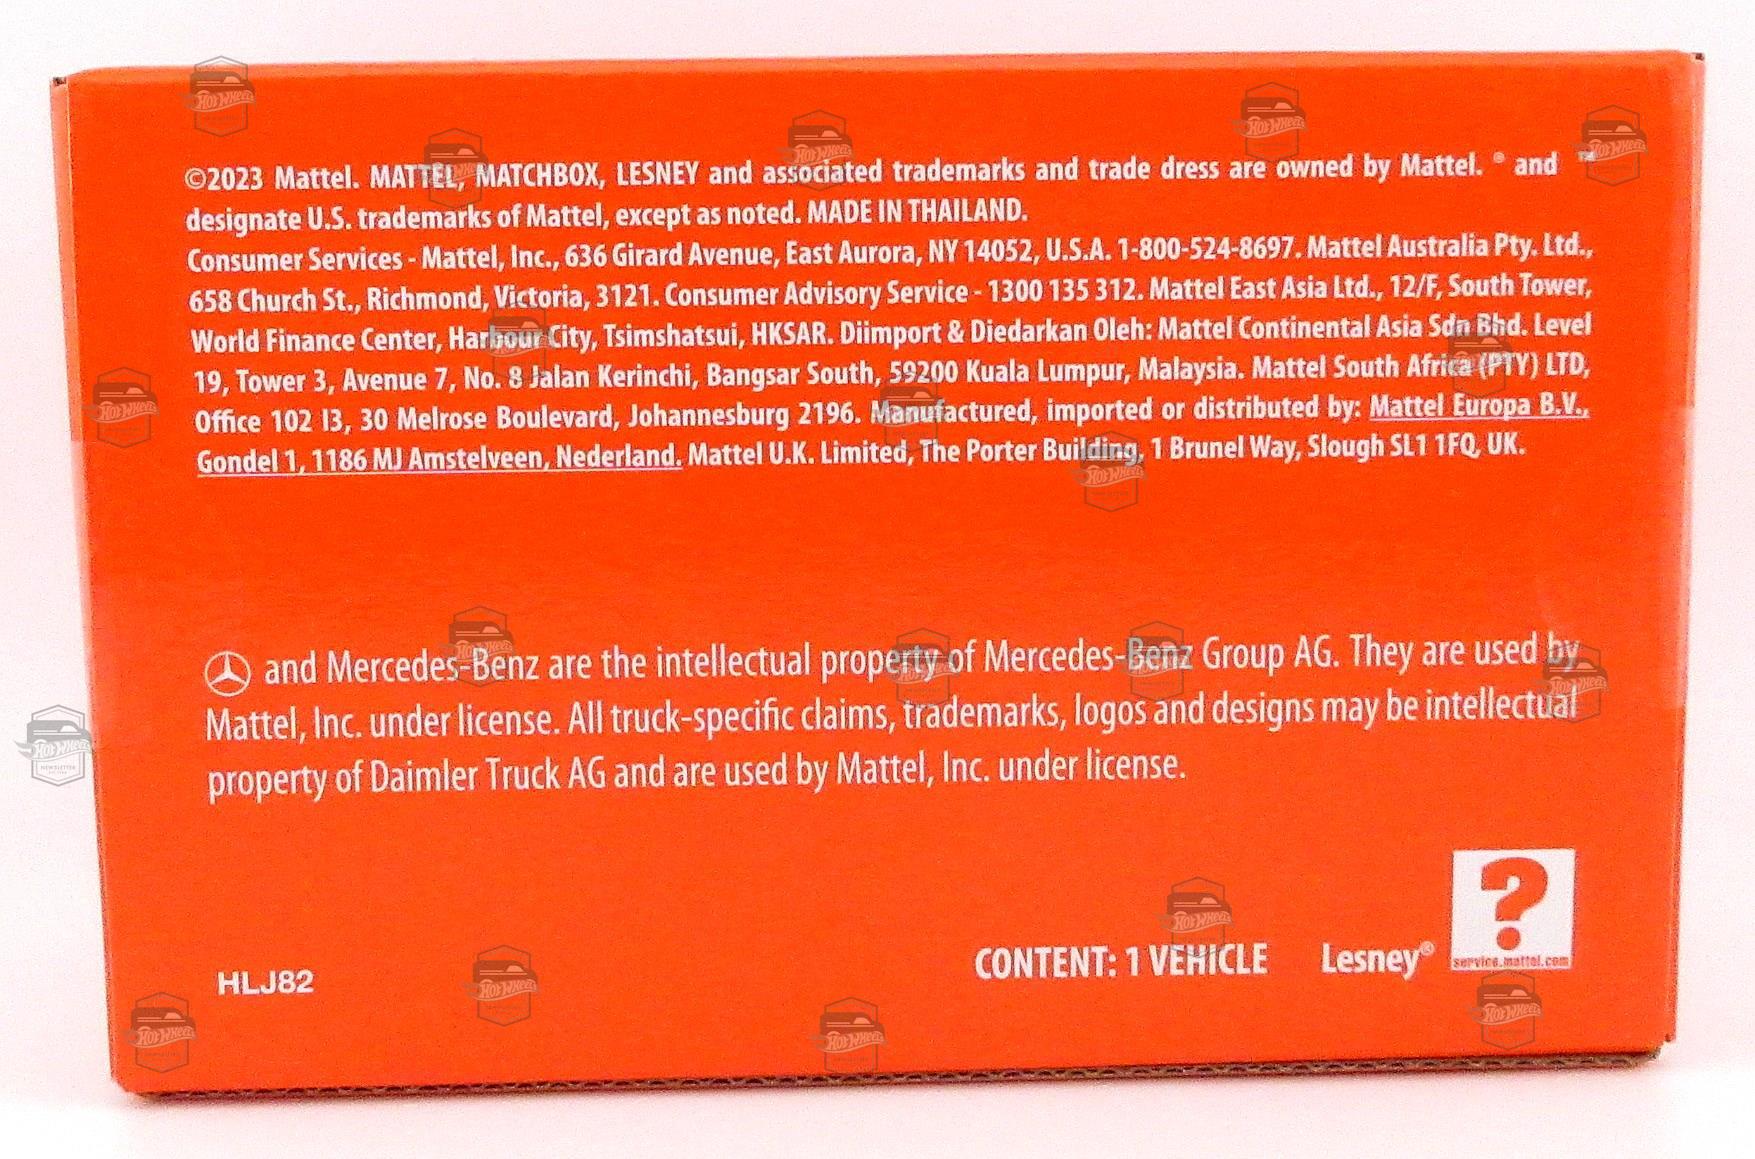 ©2023 Mattel. MATTEL, MATCHBOX, LESNEY and associated trademarks and trade dress are owned by Mattel. ® and ™
designate U.S. trademarks of Mattel, except as noted. MADE IN THAILAND.
Consumer Services - Mattel, Inc., 636 Girard Avenue, East Aurora, NY 14052, U.S.A. 1-800-524-8697. Mattel Australia Pty. Ltd.,
658 Church St., Richmond, Victoria, 3121. Consumer Advisory Service - 1300 135 312. Mattel East Asia Ltd., 12/F, South Tower,
World Finance Center, Harbour City, Tsimshatsui, HKSAR. Diimport & Diedarkan Oleh: Mattel Continental Asia Sdn Bhd. Level
19, Tower 3, Avenue 7, No. 8 Jalan Kerinchi, Bangsar South, 59200 Kuala Lumpur, Malaysia. Mattel South Africa (PTY) LTD,
Office 102 I3, 30 Melrose Boulevard, Johannesburg 2196. Manufactured, imported or distributed by: Mattel Europa B.V.,
Gondel 1, 1186 MJ Amstelveen, Nederland. Mattel U.K. Limited, The Porter Building, 1 Brunel Way, Slough SL1 1FQ, UK.
and Mercedes-Benz are the intellectual property of Mercedes-Benz Group AG. They are used by
Mattel, Inc. under license. All truck-specific claims, trademarks, logos and designs may be intellectual
property of Daimler Truck AG and are used by Mattel, Inc. under license.
HLJ82
CONTENT: 1 VEHICLE
Lesney®
?
service.mattel.com
HOT WHEELS
NEWSLETTER